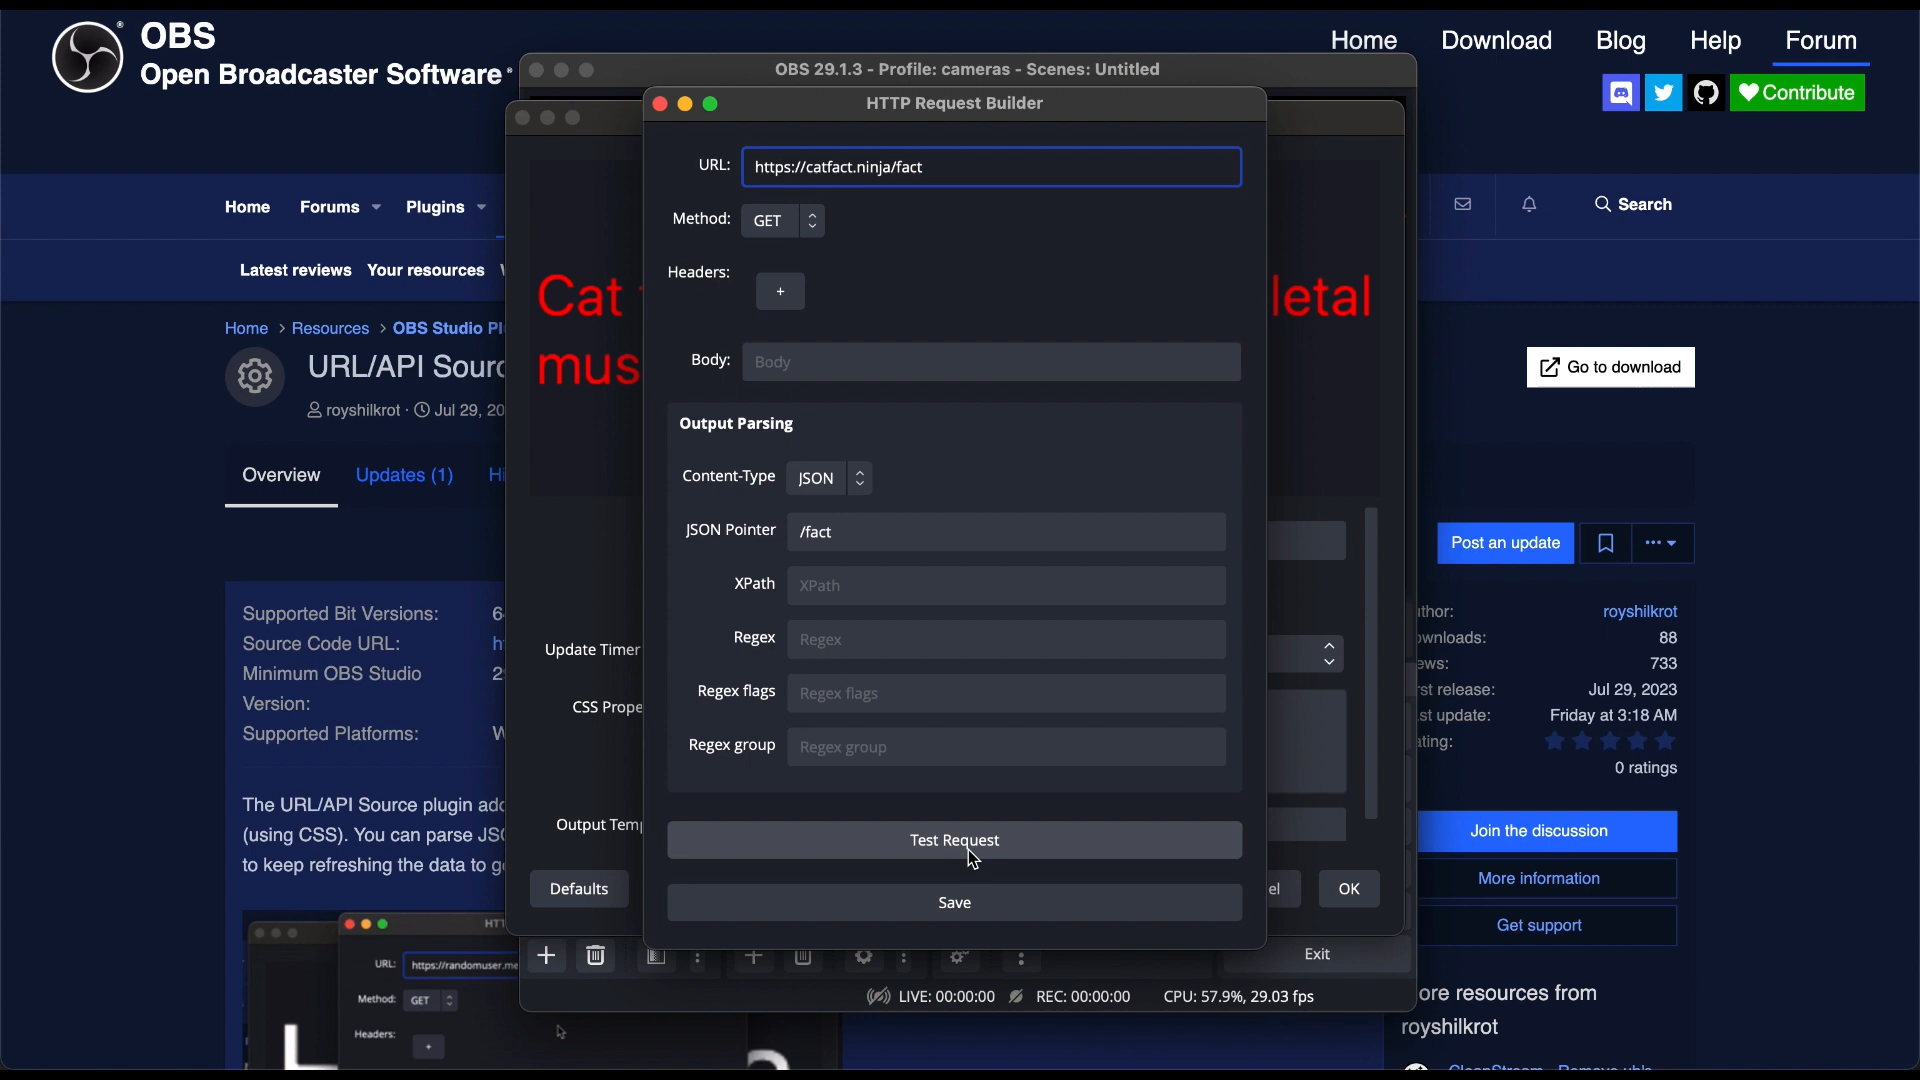 OBS
Open Broadcaster Software
Home Download Blog Help Forum
Contribute
OBS 29.1.3 - Profile: cameras - Scenes: Untitled
HTTP Request Builder
Home Forums Plugins
Search
Latest reviews Your resources
Home > Resources > OBS Studio
URL/API
royshilkrot · Jul 29,
Go to download
Overview Updates (1)
Post an update
Supported Bit Versions:
Source Code URL:
Minimum OBS Studio
Version:
Supported Platforms:
The URL/API Source plugin
(using CSS). You can parse
to keep refreshing the data to
URL: https://randomuser.me
Method: GET
Headers:
+
Cat letal
mus
Update Timer
CSS Prope
Output Temp
Defaults
el
OK
URL: https://catfact.ninja/fact
Method: GET
Headers:
+
Body: Body
Output Parsing
Content-Type JSON
JSON Pointer /fact
XPath XPath
Regex Regex
Regex flags Regex flags
Regex group Regex group
Test Request
Save
Exit
LIVE: 00:00:00 REC: 00:00:00 CPU: 57.9%, 29.03 fps
thor: royshilkrot
wnloads: 88
ews: 733
rst release: Jul 29, 2023
st update: Friday at 3:18 AM
ating:
0 ratings
Join the discussion
More information
Get support
ore resources from
royshilkrot